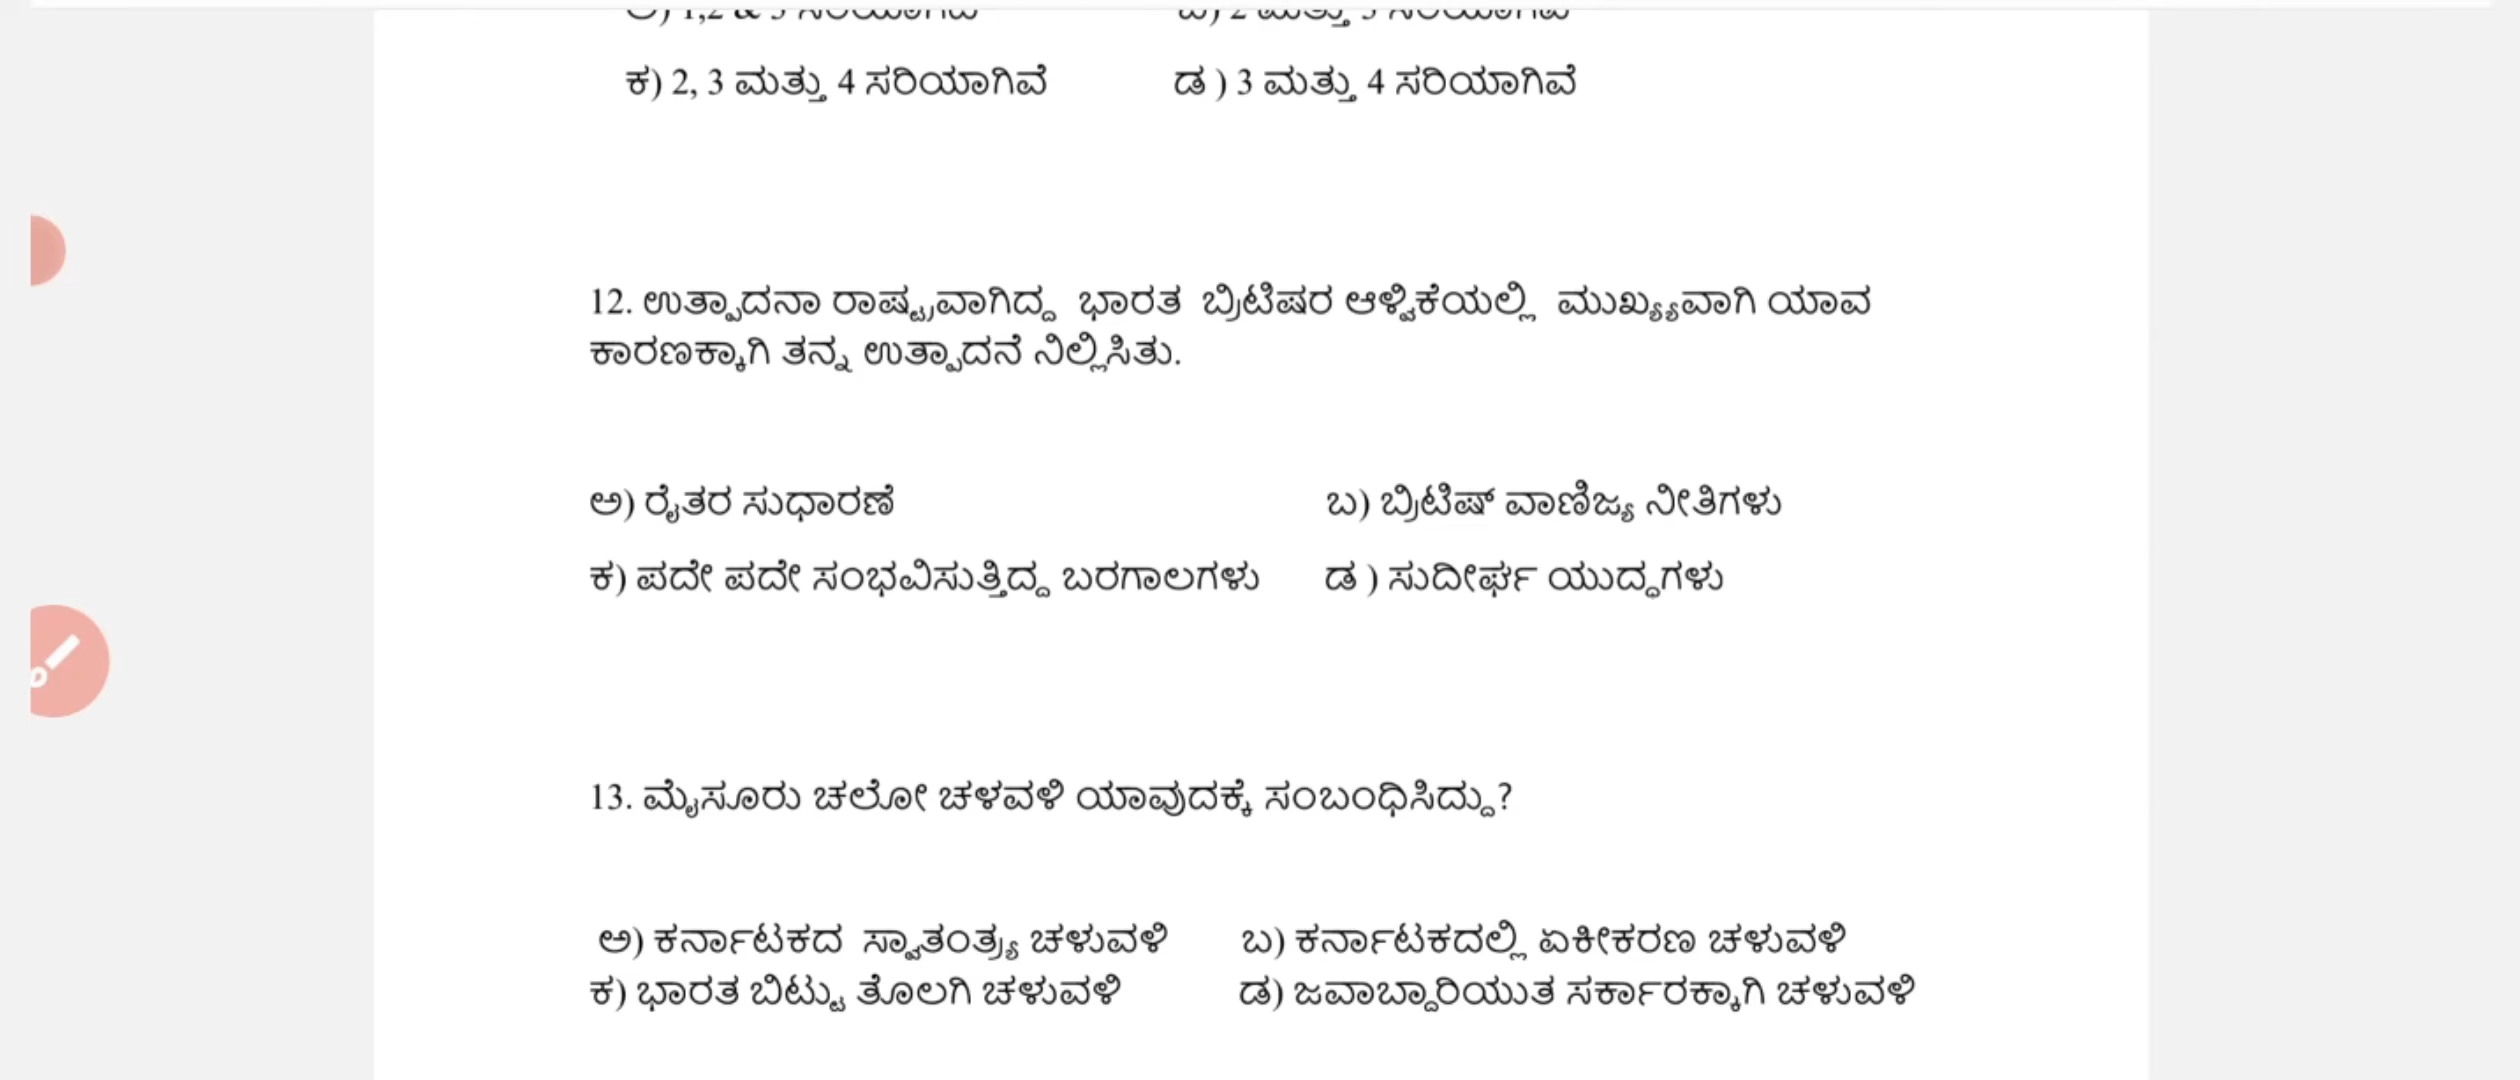 ಕ) 2, 3 ಮತ್ತು 4 ಸರಿಯಾಗಿವೆ ಡ ) 3 ಮತ್ತು 4 ಸರಿಯಾಗಿವೆ
12. ಉತ್ಪಾದನಾ ರಾಷ್ಟ್ರವಾಗಿದ್ದ ಭಾರತ ಬ್ರಿಟಿಷರ ಆಳ್ವಿಕೆಯಲ್ಲಿ ಮುಖ್ಯ್ಯವಾಗಿ ಯಾವ
ಕಾರಣಕ್ಕಾಗಿ ತನ್ನ ಉತ್ಪಾದನೆ ನಿಲ್ಲಿಸಿತು.
ಅ) ರೈತರ ಸುಧಾರಣೆ ಬ) ಬ್ರಿಟಿಷ್ ವಾಣಿಜ್ಯ ನೀತಿಗಳು
ಕ) ಪದೇ ಪದೇ ಸಂಭವಿಸುತ್ತಿದ್ದ ಬರಗಾಲಗಳು ಡ ) ಸುದೀರ್ಘ ಯುದ್ಧಗಳು
13. ಮೈಸೂರು ಚಲೋ ಚಳವಳಿ ಯಾವುದಕ್ಕೆ ಸಂಬಂಧಿಸಿದ್ದು?
ಅ) ಕರ್ನಾಟಕದ ಸ್ವಾತಂತ್ರ್ಯ ಚಳುವಳಿ ಬ) ಕರ್ನಾಟಕದಲ್ಲಿ ಏಕೀಕರಣ ಚಳುವಳಿ
ಕ) ಭಾರತ ಬಿಟ್ಟು ತೊಲಗಿ ಚಳುವಳಿ ಡ) ಜವಾಬ್ದಾರಿಯುತ ಸರ್ಕಾರಕ್ಕಾಗಿ ಚಳುವಳಿ